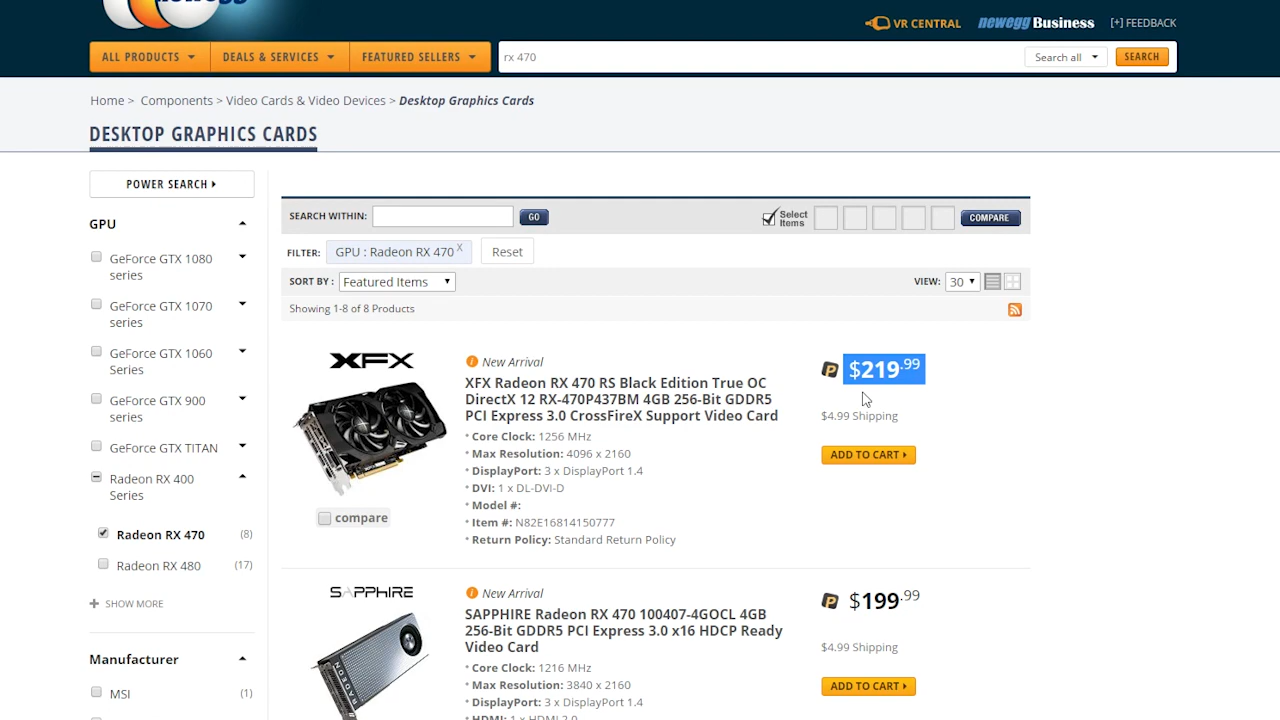 newegg
VR CENTRAL
newegg Business
[+] FEEDBACK
ALL PRODUCTS
DEALS & SERVICES
FEATURED SELLERS
rx 470
Search all
SEARCH
Home > Components > Video Cards & Video Devices > Desktop Graphics Cards
DESKTOP GRAPHICS CARDS
POWER SEARCH
GPU
GeForce GTX 1080
series
GeForce GTX 1070
series
GeForce GTX 1060
series
GeForce GTX 900
series
GeForce GTX TITAN
Radeon RX 400
Series
Radeon RX 470 (8)
Radeon RX 480 (17)
+ SHOW MORE
Manufacturer
MSI (1)
SEARCH WITHIN:
GO
Select
Items
COMPARE
FILTER: GPU : Radeon RX 470 X
Reset
SORT BY : Featured Items
VIEW: 30
Showing 1-8 of 8 Products
XFX
New Arrival
XFX Radeon RX 470 RS Black Edition True OC
DirectX 12 RX-470P437BM 4GB 256-Bit GDDR5
PCI Express 3.0 CrossFireX Support Video Card
• Core Clock: 1256 MHz
• Max Resolution: 4096 x 2160
• DisplayPort: 3 x DisplayPort 1.4
• DVI: 1 x DL-DVI-D
• Model #:
• Item #: N82E16814150777
• Return Policy: Standard Return Policy
compare
P $219.99
$4.99 Shipping
ADD TO CART
SAPPHIRE
RADEON
New Arrival
SAPPHIRE Radeon RX 470 100407-4GOCL 4GB
256-Bit GDDR5 PCI Express 3.0 x16 HDCP Ready
Video Card
• Core Clock: 1216 MHz
• Max Resolution: 3840 x 2160
• DisplayPort: 3 x DisplayPort 1.4
• HDMI: 1 x HDMI 2.0
P $199.99
$4.99 Shipping
ADD TO CART